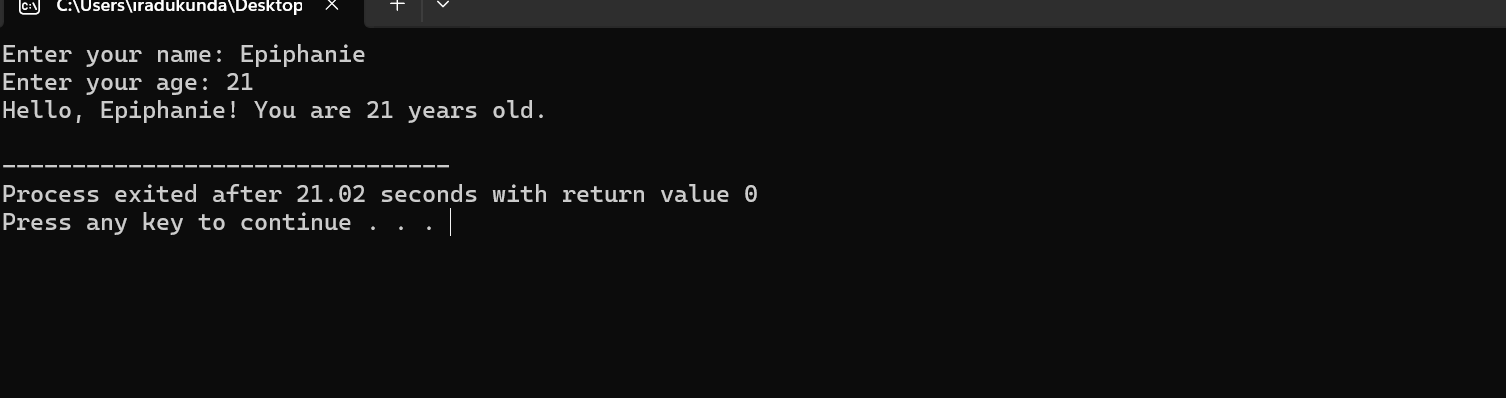 C:\Users\iradukunda\Desktop
Enter your name: Epiphanie
Enter your age: 21
Hello, Epiphanie! You are 21 years old.
--------------------------------
Process exited after 21.02 seconds with return value 0
Press any key to continue . . .